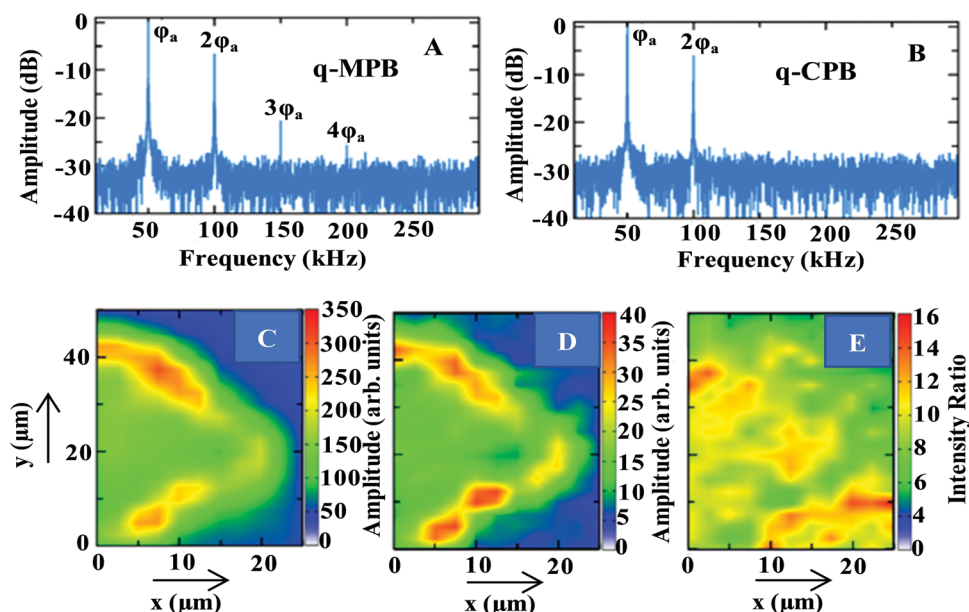 0
-10
-20
-30
-40
Amplitude (dB)
φa
2φa
3φa
4φa
A
q-MPB
50 100 150 200 250
Frequency (kHz)
0
-10
-20
-30
-40
Amplitude (dB)
φa
2φa
B
q-CPB
50 100 150 200 250
Frequency (kHz)
C
40
20
0
y (µm)
0 10 20
x (µm)
350
300
250
200
150
100
50
0
Amplitude (arb. units)
D
0 10 20
x (µm)
40
35
30
25
20
15
10
5
0
Amplitude (arb. units)
E
0 10 20
x (µm)
16
14
12
10
8
6
4
2
0
Intensity Ratio